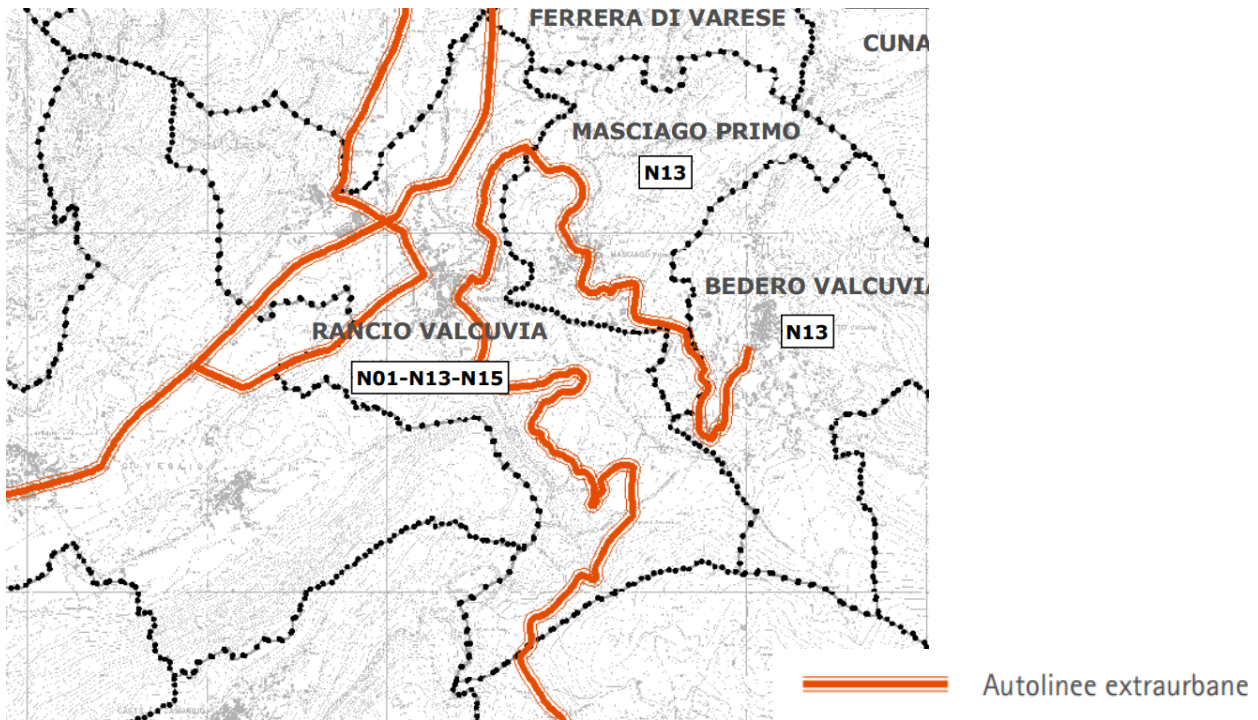 FERRERA DI VARESE
CUNA
MASCIAGO PRIMO
N13
BEDERO VALCUVIA
N13
RANCIO VALCUVIA
N01-N13-N15
Autolinee extraurbane